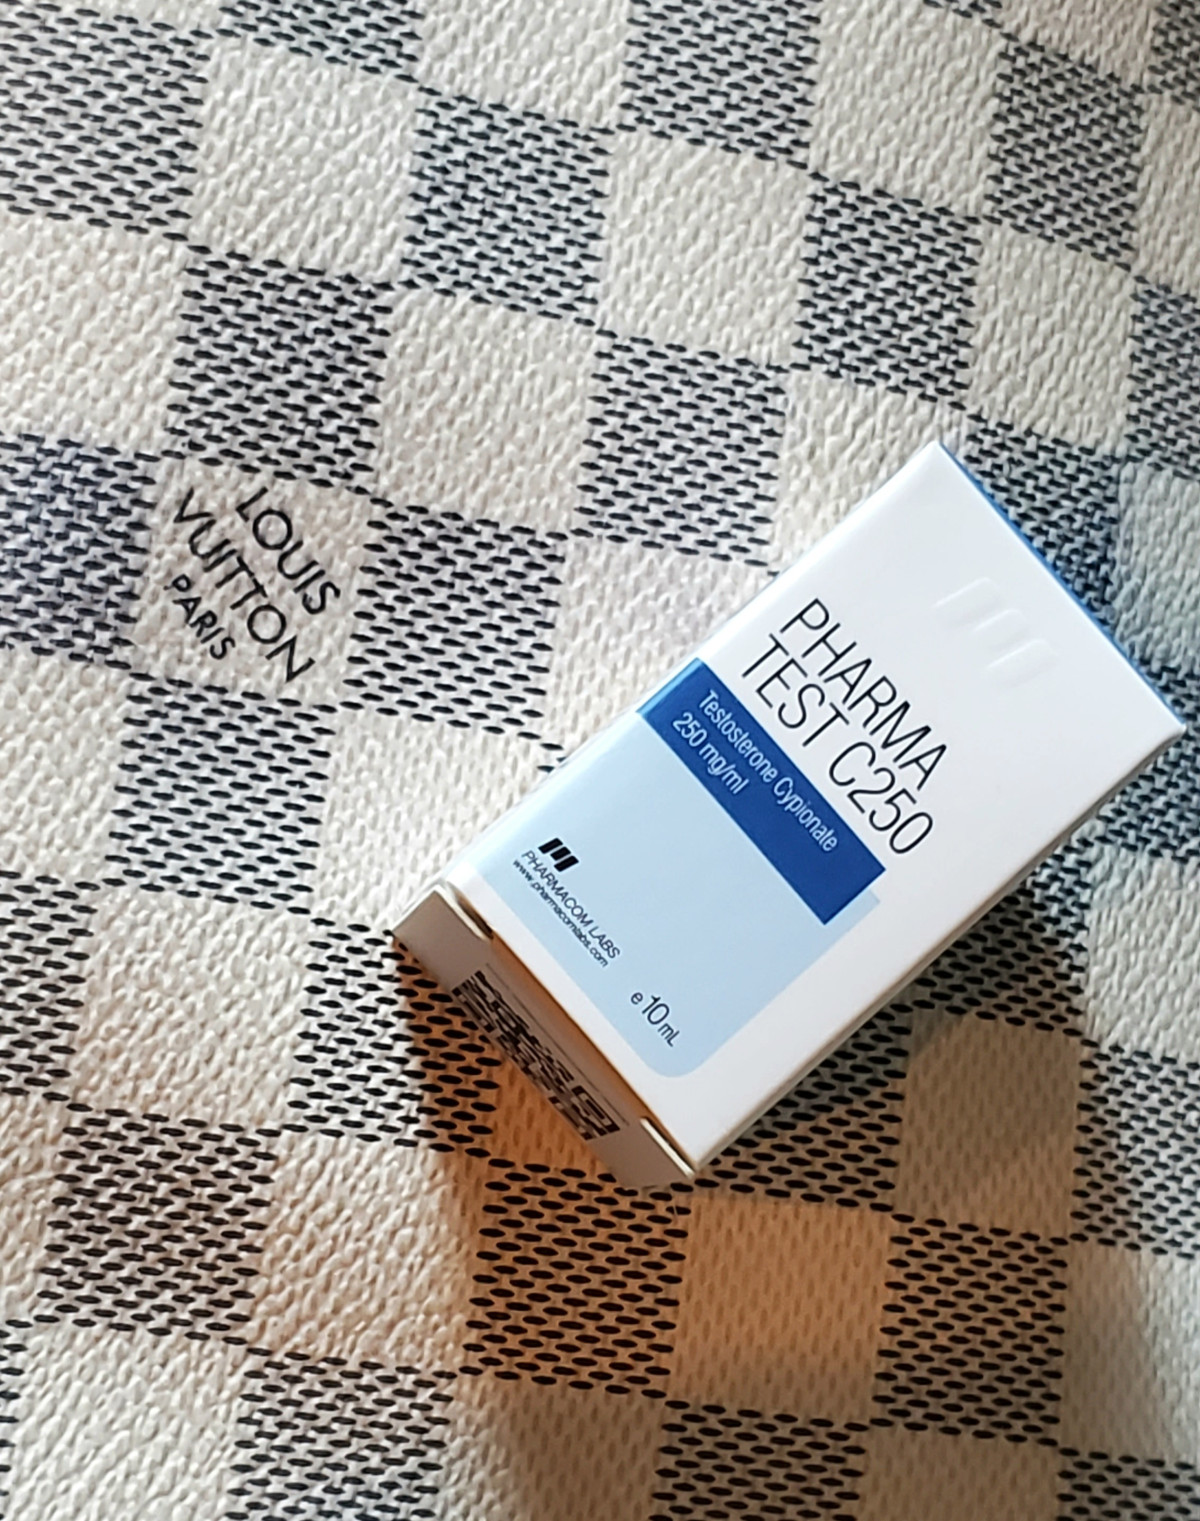 LOUIS
VUITTON
PARIS
PHARMA
TEST C250
Testosterone Cypionate
250 mg/ml
PHARMACOM LABS
www.pharmacomlabs.com
e 10 mL